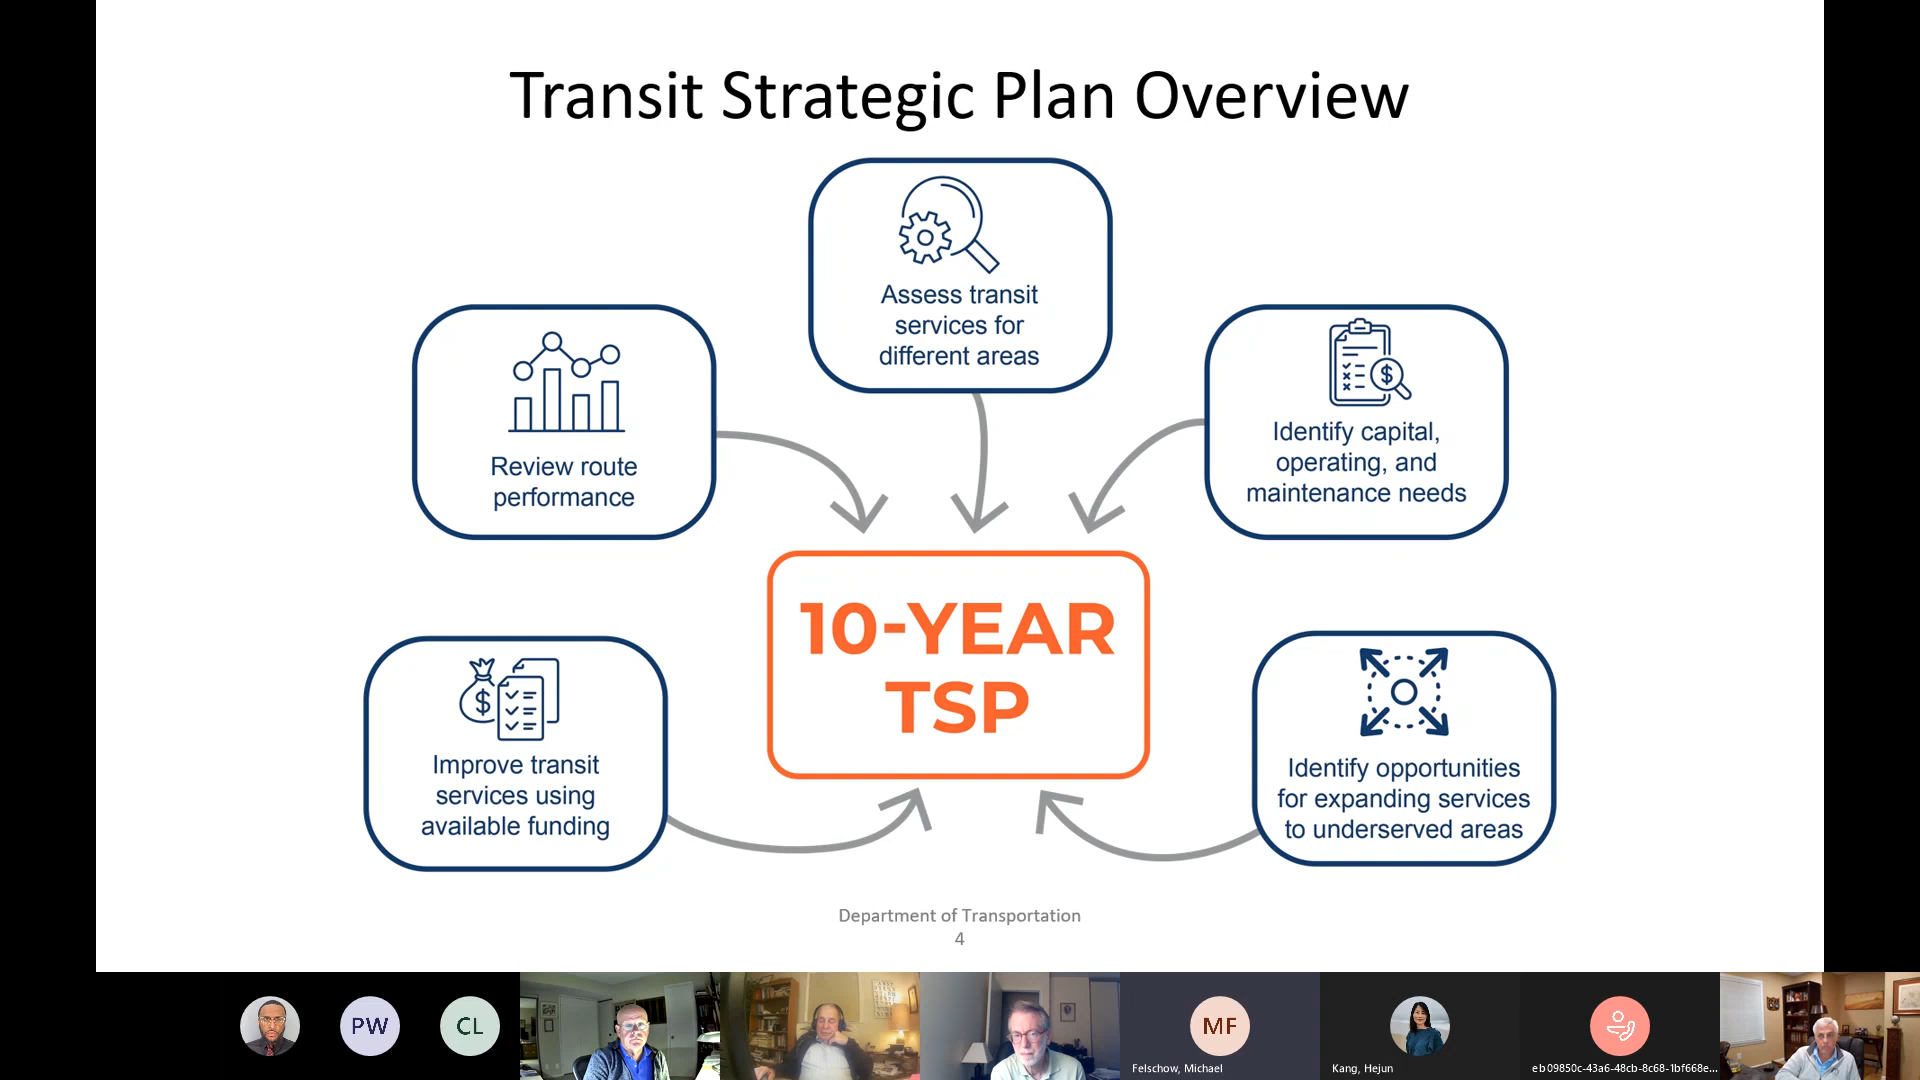 Transit Strategic Plan Overview
Assess transit
services for
different areas
Review route
performance
$
Identify capital,
operating, and
maintenance needs
10-YEAR
TSP
$
Improve transit
services using
available funding
Identify opportunities
for expanding services
to underserved areas
Department of Transportation
4
PW
CL
MF
Felschow, Michael
Kang, Hejun
eb09850c-43a6-48cb-8c68-1bf668e...